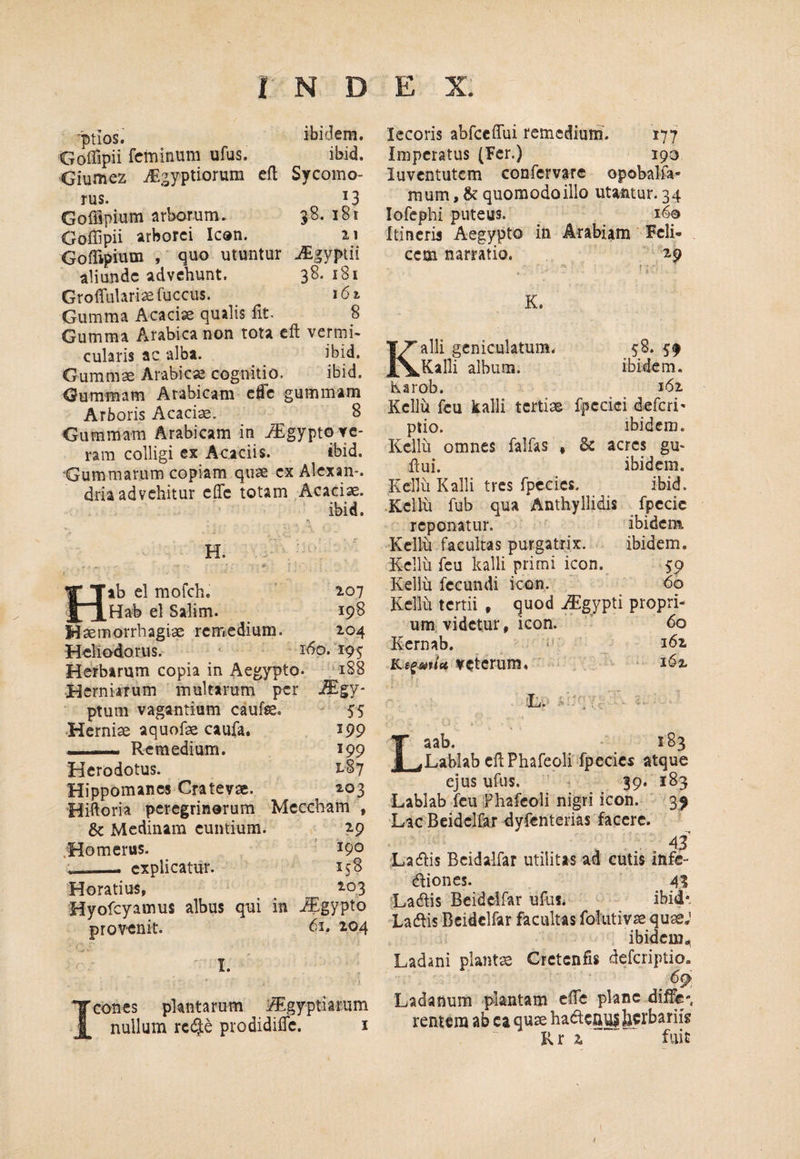 INDEX.
ptios. ibidem.
Goſſipii ſeminum uſus. ibid.
Giumez Ægyptiorum eſt Sycomo-
rus. 13
Goſſipium arborum. 38. 181
Goſſipii arborei Icon. 21
Goſſipium , quo utuntur Ægyptii
aliunde advehunt. 38. 181
Groſſulariæ ſuccus. 162
Gumma Acaciæ qualis ſit. 8
Gumma Arabica non tota eſt vermi-
cularis ac alba. ibid.
Gummæ Arabicæ cognitio. ibid.
Gummam Arabicam eſſe gummam
Arboris Acaciæ. 8
Gummam Arabicam in Ægypto ve-
ram colligi ex Acaciis. ibid.
Gummarum copiam quæ ex Alexan-
dria advehitur eſſe totam Acaciæ.
ibid.
H.
Hab el moſch. 207
Hab el Salim. 198
Hæmorrhagiæ remedium. 204
Heliodorus. 160. 195
Herbarum copia in Aegypto. 188
Herniarum multarum per Ægy-
ptum vagantium cauſæ. 55
Herniæ aquoſæ cauſa. 199
—— Remedium. 199
Herodotus. 187
Hippomanes Cratevæ. 203
Hiſtoria peregrinorum Meccham ,
& Medinam euntium. 29
Homerus. 190
—— explicatur. 158
Horatius, 203
Hyoſcyamus albus qui in Ægypto
provenit. 61. 204
I.
Icones plantarum Ægyptiarum
nullum recte prodidiſſe. 1
Iecoris abſceſſui remedium. 177
Imperatus (Fer.) 190
Iuventutem conſervare opobalſa-
mum, & quomodo illo utantur. 34
Ioſephi puteus. 160
Itineris Aegypto in Arabiam Feli-
cem narratio. 29
K.
Kalli geniculatum. 58. 59
Kalli album. ibidem.
Karob. 162
Kellù ſeu kalli tertiæ ſpeciei deſcri-
ptio. ibidem.
Kellù omnes ſalſas , & acres gu-
ſtui. ibidem.
Kellù Kalli tres ſpecies. ibid.
Kellù ſub qua Anthyllidis ſpecie
reponatur. ibidem
Kellù facultas purgatrix. ibidem.
Kellù ſeu kalli primi icon. 59
Kellù ſecundi icon. 60
Kellù tertii , quod Ægypti propri-
um videtur, icon. 60
Kernab. 162
Κερατία veterum. 162
L.
Laab. 183
Lablab eſt Phaſeoli ſpecies atque
ejus uſus. 39. 183
Lablab ſeu Phaſeoli nigri icon. 39
Lac Beidelſar dyſenterias facere.
43
Lactis Beidalſar utilitas ad cutis infe-
ctiones. 43
Lactis Beidelſar uſus. ibid.
Lactis Beidelſar facultas ſolutivæ quæ.
ibidem.
Ladani plantæ Cretenſis deſcriptio.
69
Ladanum plantam eſſe plane diffe-
rentem ab ea quæ hactenus herbariis
Rr 2 fuit